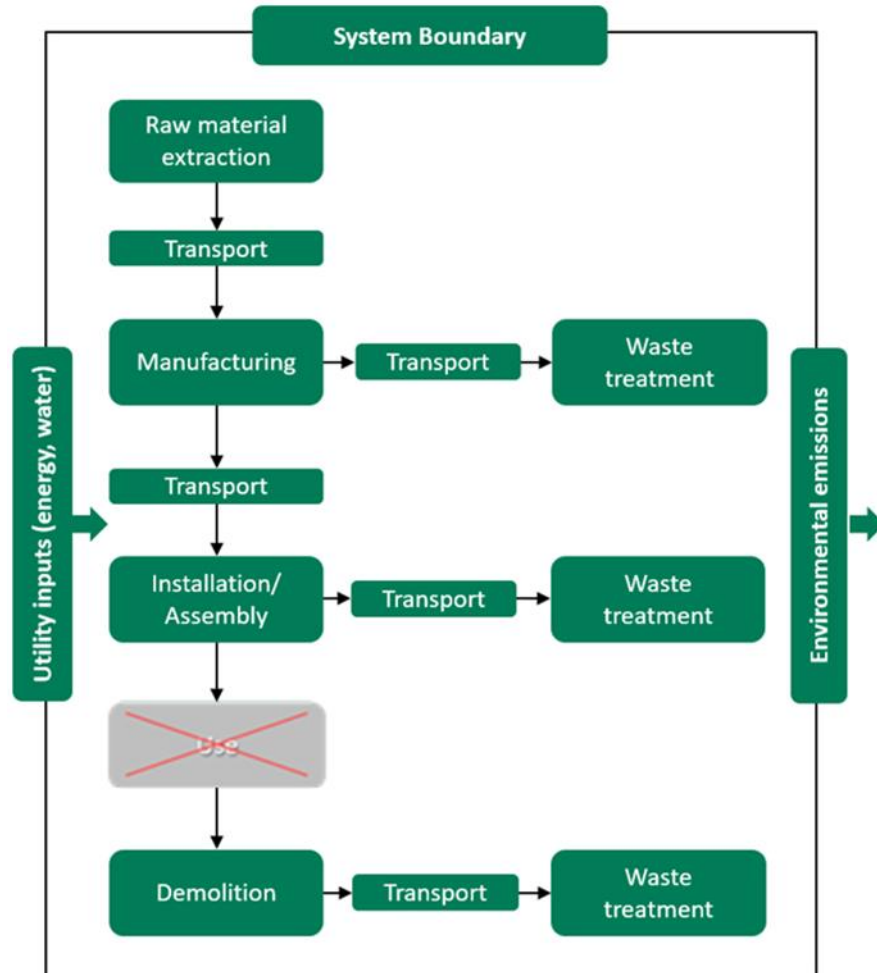 System Boundary
Raw material
extraction
Transport
Manufacturing
Transport
Waste
treatment
Utility inputs (energy, water)
Environmental emissions
Transport
Installation/
Assembly
Transport
Waste
treatment
Use
Demolition
Transport
Waste
treatment